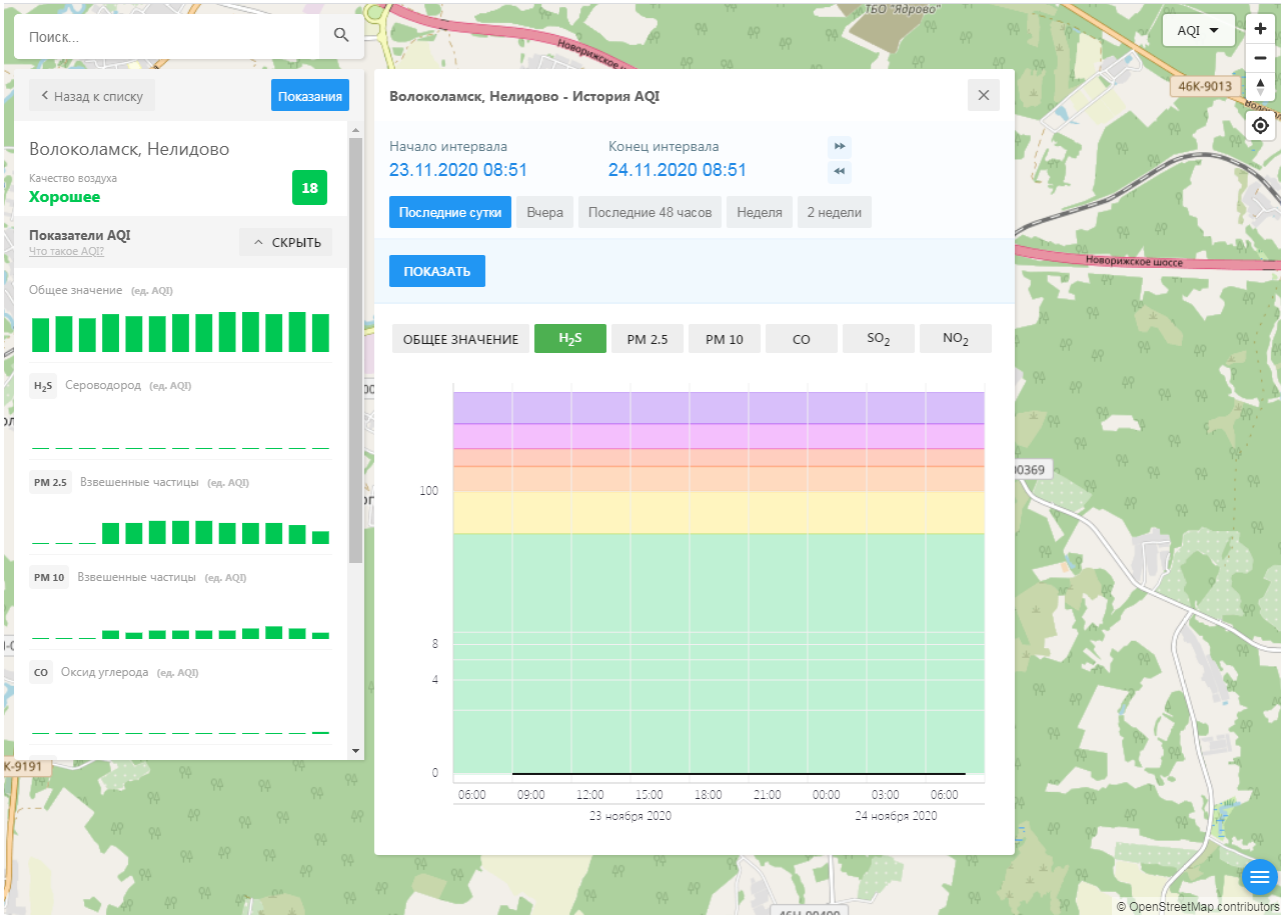 ТБО "Ядрово"
Поиск...
AQI
Новорижское
46К-9013
Назад к списку
Показания
Волоколамск, Нелидово
Качество воздуха
Хорошее
18
Показатели AQI
Что такое AQI?
СКРЫТЬ
Общее значение (ед. AQI)
H₂S Сероводород (ед. AQI)
PM 2.5 Взвешенные частицы (ед. AQI)
PM 10 Взвешенные частицы (ед. AQI)
CO Оксид углерода (ед. AQI)
Волоколамск, Нелидово - История AQI
Начало интервала
23.11.2020 08:51
Конец интервала
24.11.2020 08:51
Последние сутки
Вчера
Последние 48 часов
Неделя
2 недели
ПОКАЗАТЬ
ОБЩЕЕ ЗНАЧЕНИЕ
H₂S
PM 2.5
PM 10
CO
SO₂
NO₂
100
8
4
0
06:00 09:00 12:00 15:00 18:00 21:00 00:00 03:00 06:00
23 ноября 2020
24 ноября 2020
Новорижское шоссе
00369
К-9191
© OpenStreetMap contributors